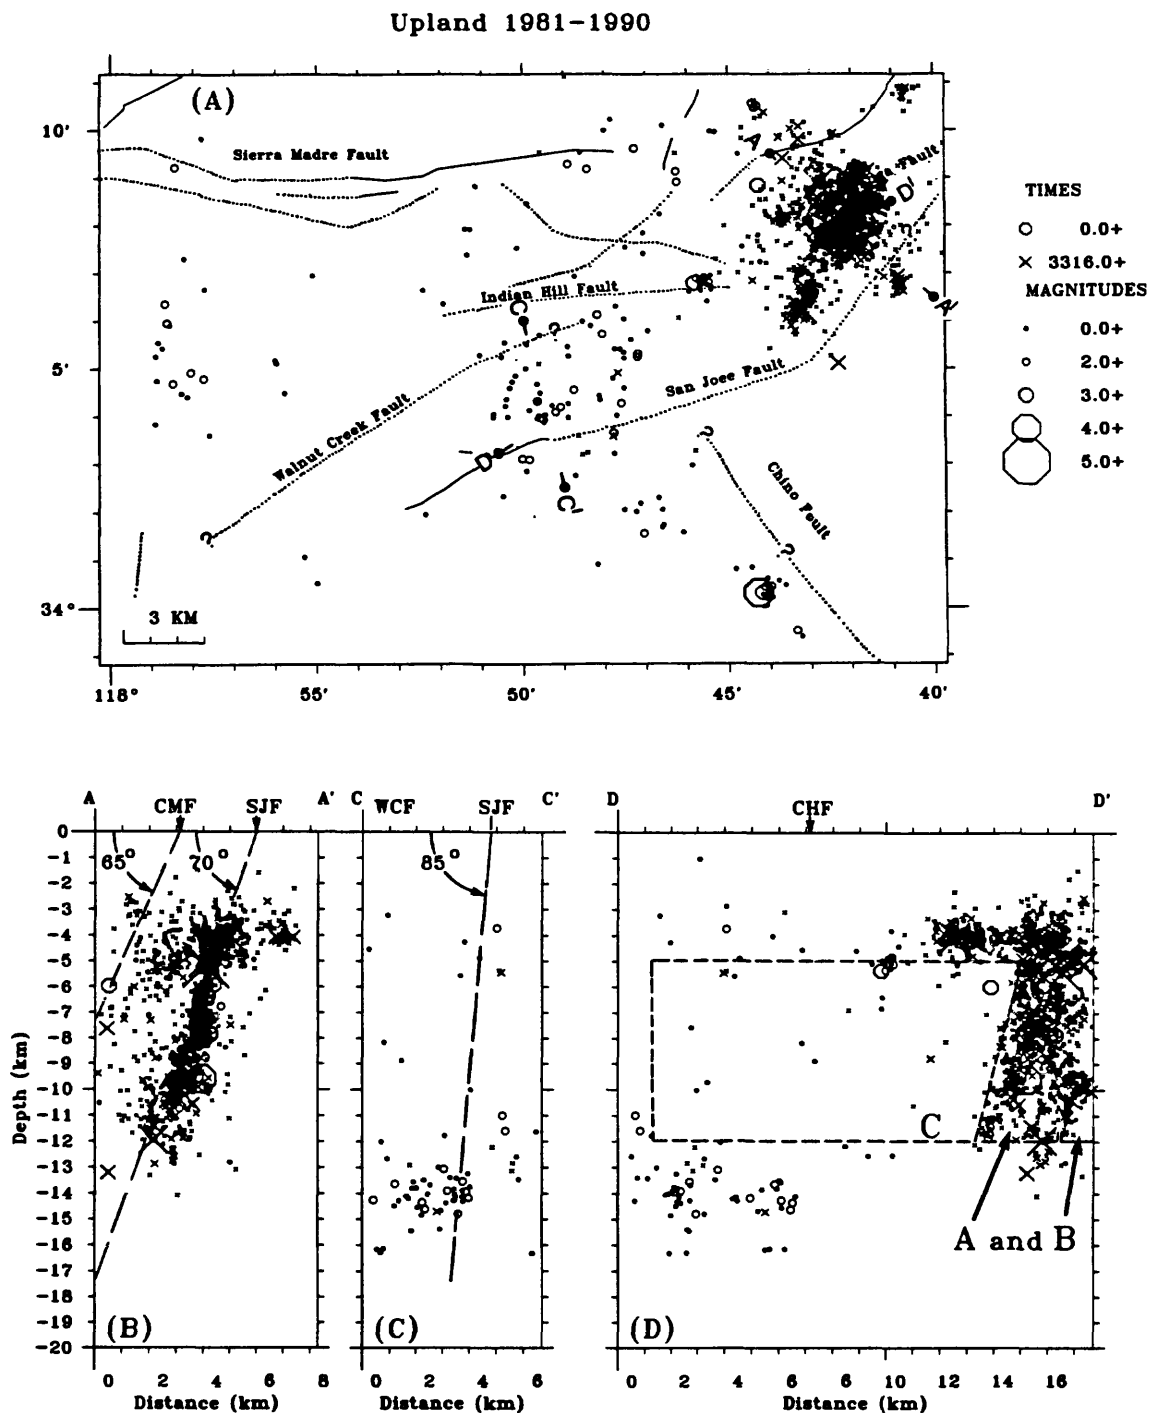 Upland 1981-1990
(A)
10'
5'
34°
118°
55'
50'
45'
40'
Sierra Madre Fault
Indian Hill Fault
Walnut Creek Fault
San Jose Fault
Chino Fault
Fault
A
A'
C
C'
D
D'
?
?
?
?
?
3 KM
TIMES
0.0+
3316.0+
MAGNITUDES
0.0+
2.0+
3.0+
4.0+
5.0+
A CMF SJF A'
C WCF SJF C'
D CHF D'
65°
70°
85°
Depth (km)
0
-1
-2
-3
-4
-5
-6
-7
-8
-9
-10
-11
-12
-13
-14
-15
-16
-17
-18
-19
-20
(B)
(C)
(D)
C
A and B
0 2 4 6 8
Distance (km)
0 2 4 6
Distance (km)
0 2 4 6 8 10 12 14 16
Distance (km)